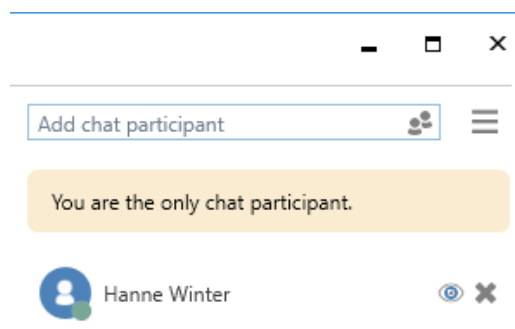 Add chat participant
You are the only chat participant.
Hanne Winter